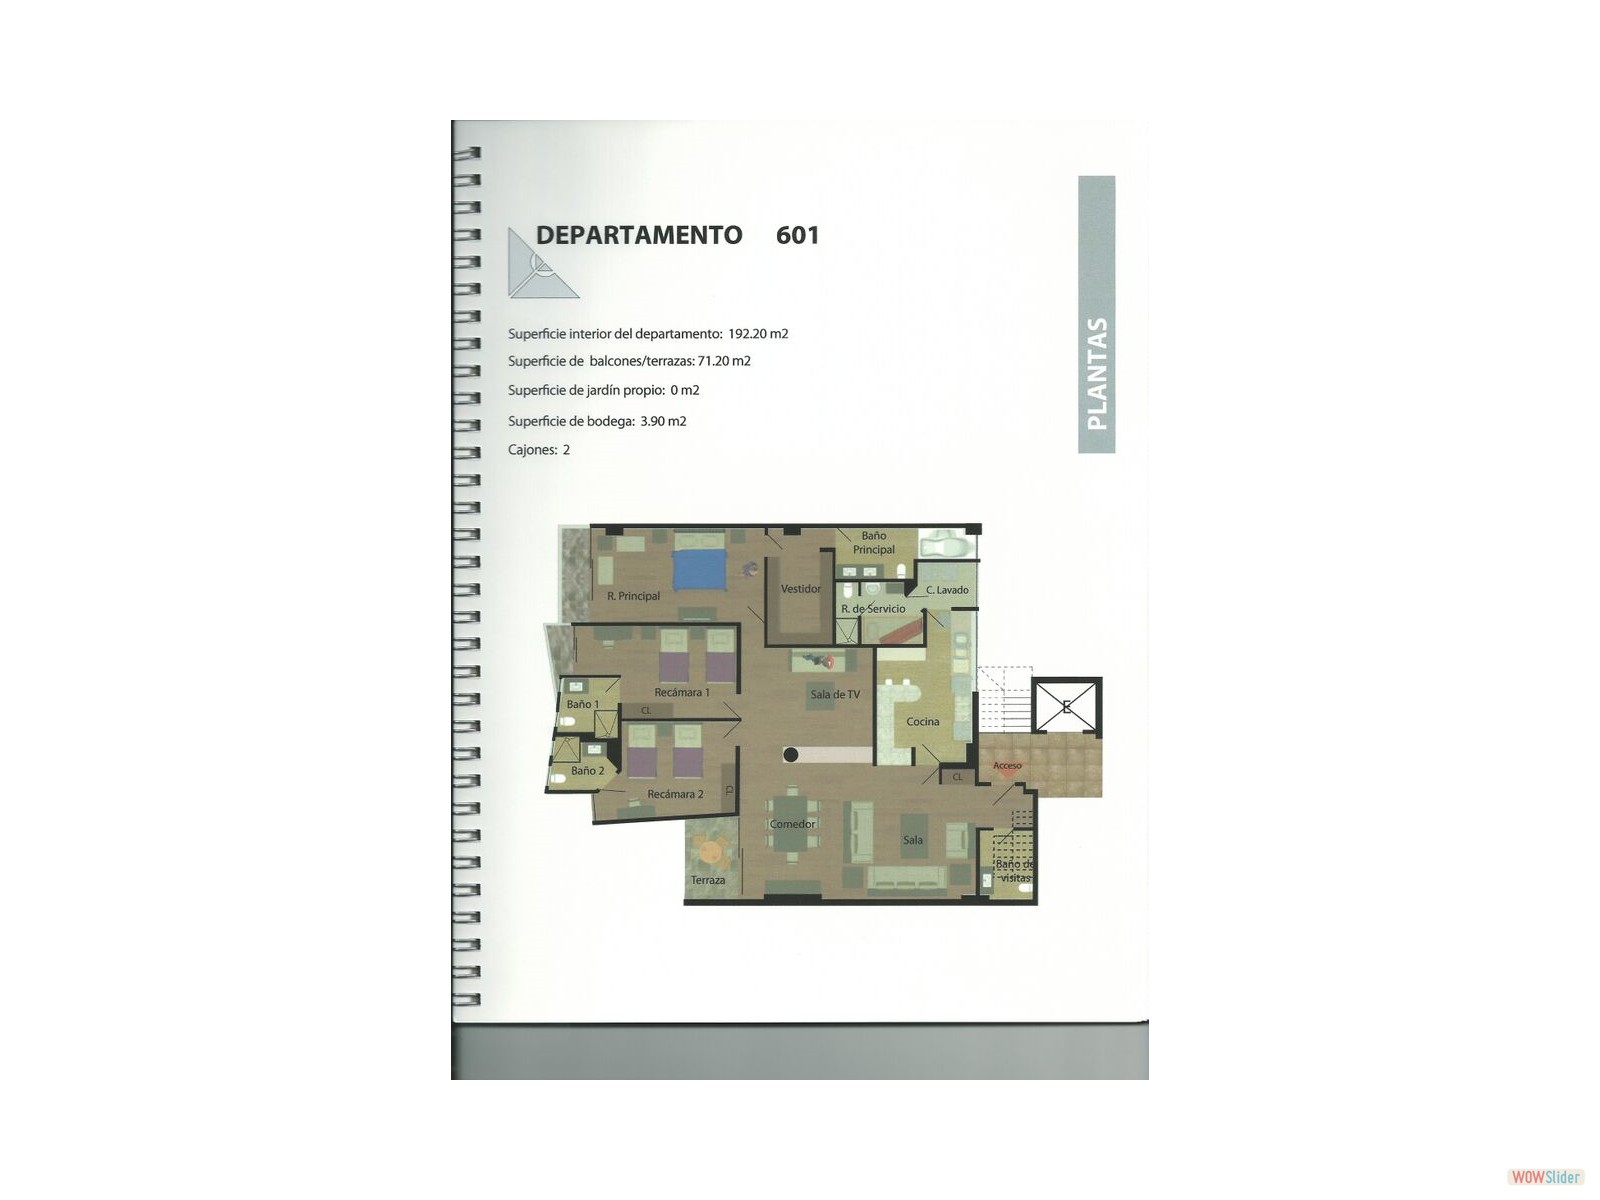 DEPARTAMENTO 601
PLANTAS
Superficie interior del departamento: 192.20 m2
Superficie de balcones/terrazas: 71.20 m2
Superficie de jardín propio: 0 m2
Superficie de bodega: 3.90 m2
Cajones: 2
Baño
Principal
R. Principal
Vestidor
C. Lavado
R. de Servicio
Recámara 1
Sala de TV
Baño 1
CL
Cocina
E
Baño 2
Acceso
CL
Recámara 2
CL
Comedor
Sala
Baño de
visitas
Terraza
WOWSlider